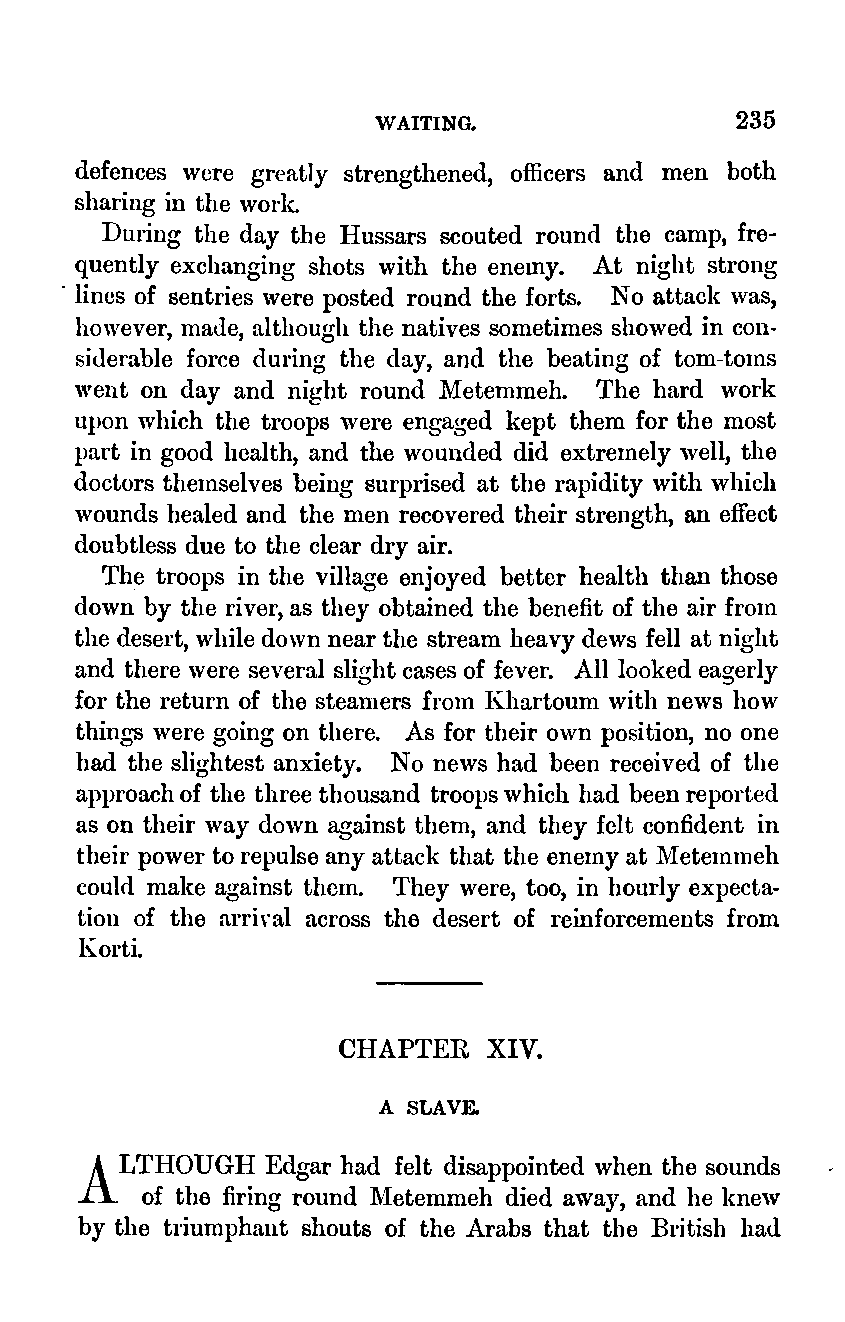 WAITING. 235
defences were greatly strengthened, officers and men both
sharing in the work.
During the day the Hussars scouted round the camp, fre-
quently exchanging shots with the enemy. At night strong
lines of sentries were posted round the forts. No attack was,
however, made, although the natives sometimes showed in con-
siderable force during the day, and the beating of tom-toms
went on day and night round Metemmeh. The hard work
upon which the troops were engaged kept them for the most
part in good health, and the wounded did extremely well, the
doctors themselves being surprised at the rapidity with which
wounds healed and the men recovered their strength, an effect
doubtless due to the clear dry air.
The troops in the village enjoyed better health than those
down by the river, as they obtained the benefit of the air from
the desert, while down near the stream heavy dews fell at night
and there were several slight cases of fever. All looked eagerly
for the return of the steamers from Khartoum with news how
things were going on there. As for their own position, no one
had the slightest anxiety. No news had been received of the
approach of the three thousand troops which had been reported
as on their way down against them, and they felt confident in
their power to repulse any attack that the enemy at Metemmeh
could make against them. They were, too, in hourly expecta-
tion of the arrival across the desert of reinforcements from
Korti.
CHAPTER XIV.
A SLAVE.
ALTHOUGH Edgar had felt disappointed when the sounds
of the firing round Metemmeh died away, and he knew
by the triumphant shouts of the Arabs that the British had